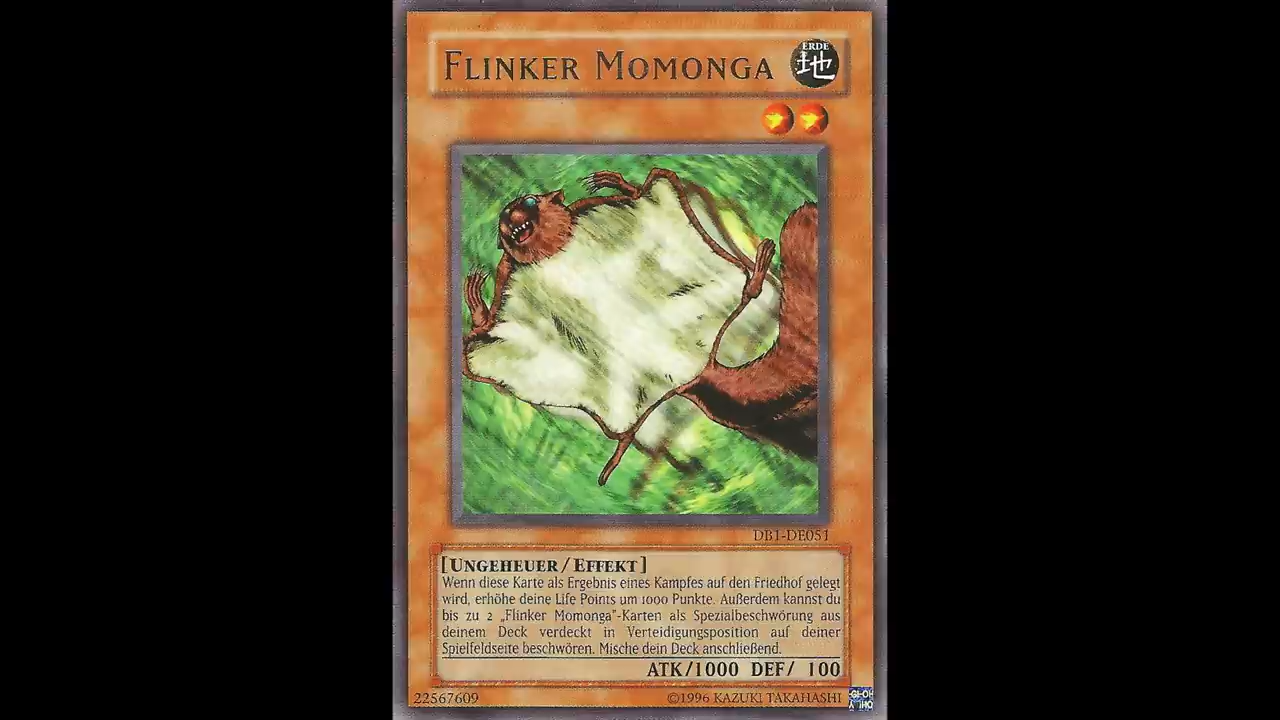 FLINKER MOMONGA
ERDE
地
DB1-DE051
[UNGEHEUER/EFFEKT]
Wenn diese Karte als Ergebnis eines Kampfes auf den Friedhof gelegt
wird, erhöhe deine Life Points um 1000 Punkte. Außerdem kannst du
bis zu 2 „Flinker Momonga"-Karten als Spezialbeschwörung aus
deinem Deck verdeckt in Verteidigungsposition auf deiner
Spielfeldseite beschwören. Mische dein Deck anschließend.
ATK/1000 DEF/ 100
22567609
©1996 KAZUKI TAKAHASHI